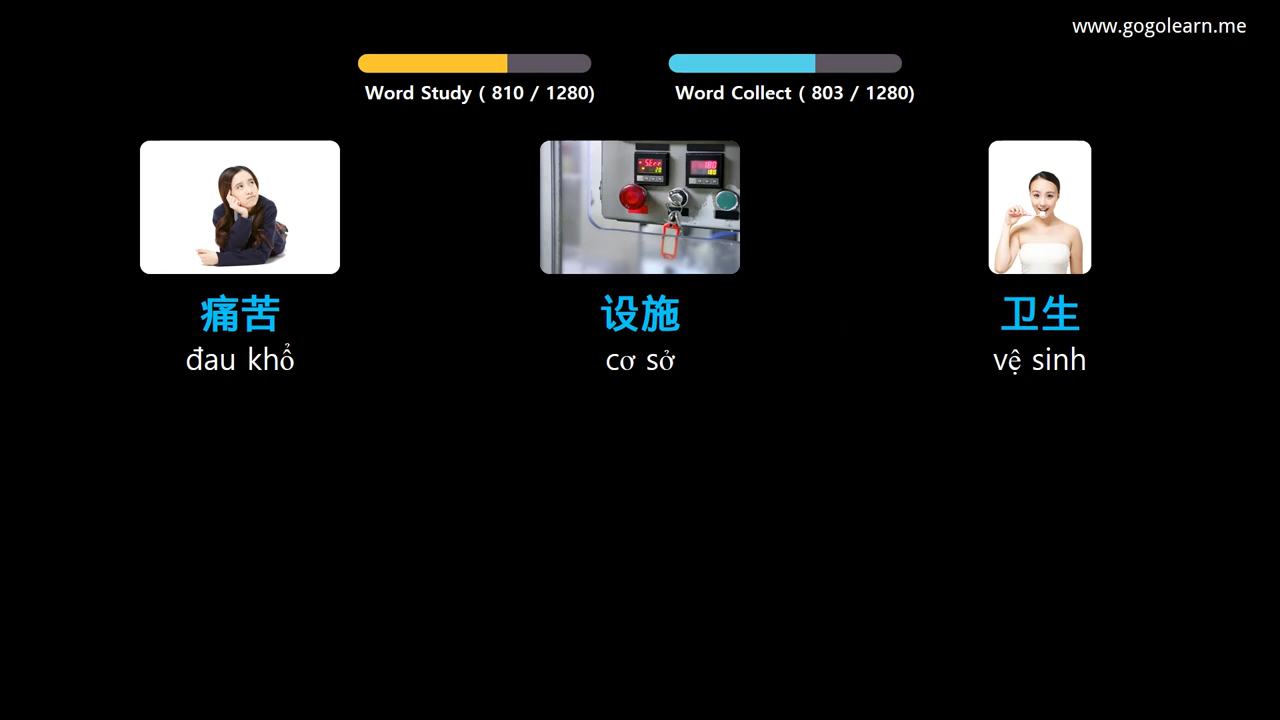 www.gogolearn.me
Word Study ( 810 / 1280)
Word Collect ( 803 / 1280)
痛苦
设施
卫生
đau khổ
cơ sở
vệ sinh